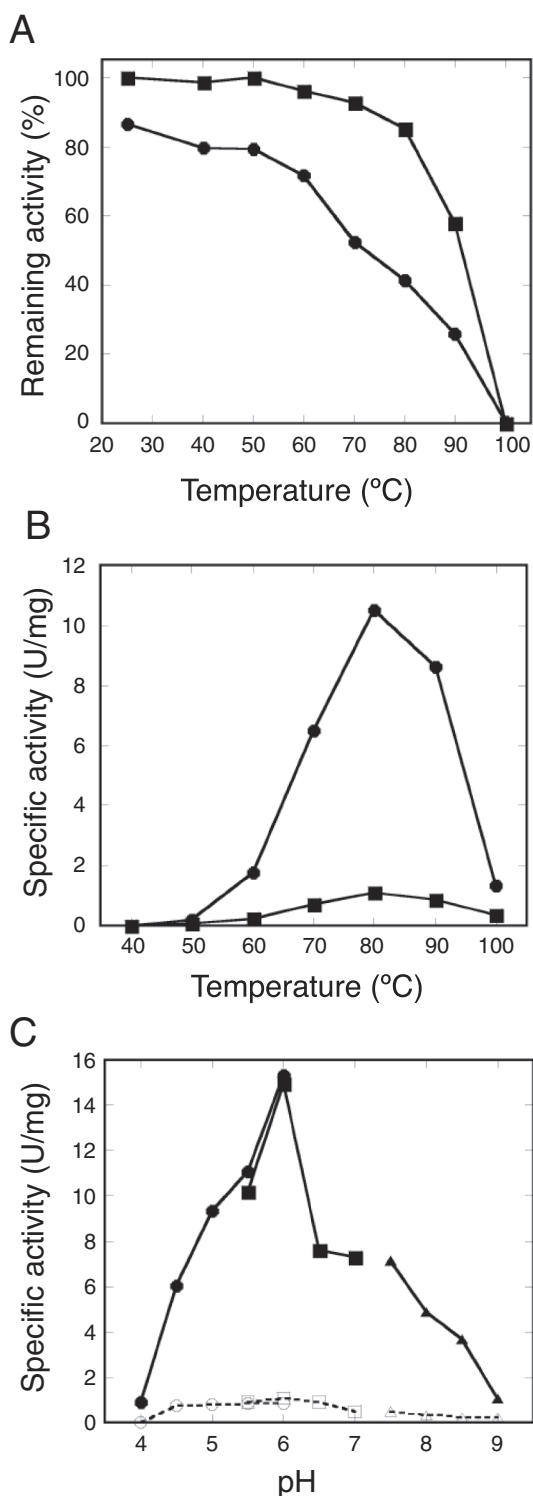 A
100
80
60
40
20
0
Remaining activity (%)
20 30 40 50 60 70 80 90 100
Temperature (ºC)
B
12
10
8
6
4
2
0
Specific activity (U/mg)
40 50 60 70 80 90 100
Temperature (ºC)
C
16
14
12
10
8
6
4
2
0
Specific activity (U/mg)
4 5 6 7 8 9
pH